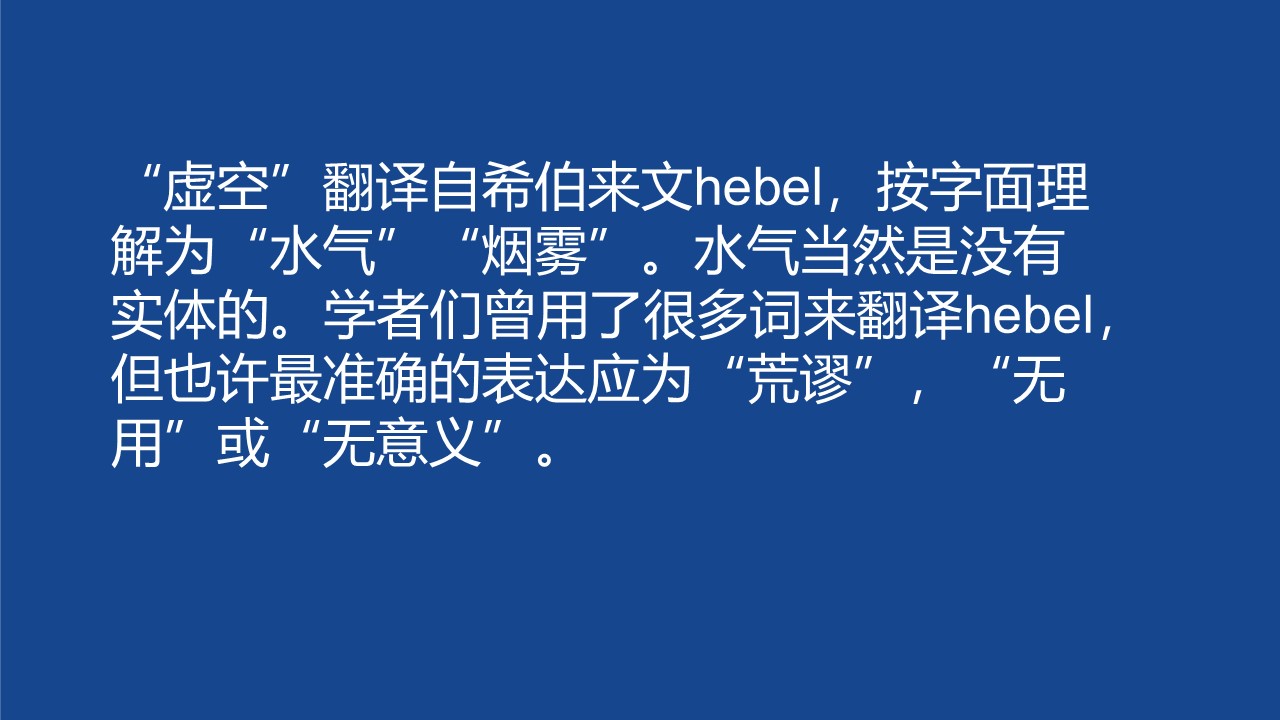 “虚空”翻译自希伯来文hebel，按字面理
解为“水气”“烟雾”。水气当然是没有
实体的。学者们曾用了很多词来翻译hebel，
但也许最准确的表达应为“荒谬”，“无
用”或“无意义”。